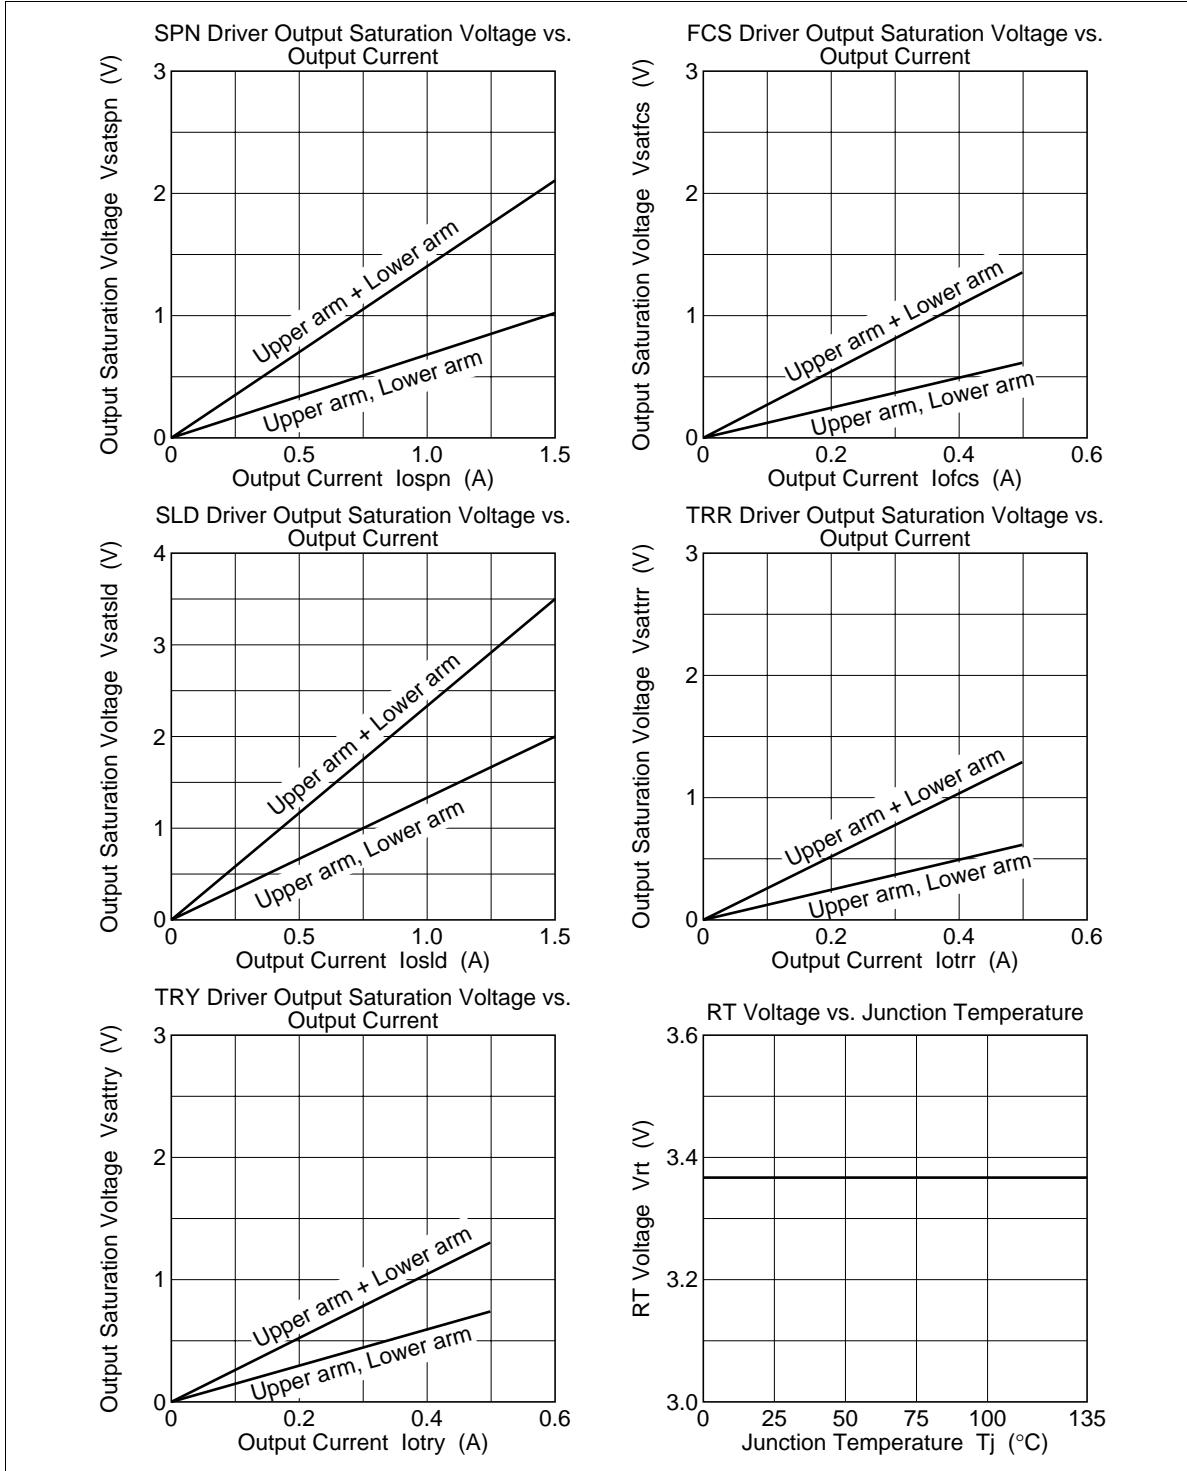 SPN Driver Output Saturation Voltage vs.
Output Current
Output Saturation Voltage Vsatspn (V)
3
2
1
0
Upper arm + Lower arm
Upper arm, Lower arm
0 0.5 1.0 1.5
Output Current Iospn (A)
FCS Driver Output Saturation Voltage vs.
Output Current
Output Saturation Voltage Vsatfcs (V)
3
2
1
0
Upper arm + Lower arm
Upper arm, Lower arm
0 0.2 0.4 0.6
Output Current Iofcs (A)
SLD Driver Output Saturation Voltage vs.
Output Current
Output Saturation Voltage Vsatsld (V)
4
3
2
1
0
Upper arm + Lower arm
Upper arm, Lower arm
0 0.5 1.0 1.5
Output Current Iosld (A)
TRR Driver Output Saturation Voltage vs.
Output Current
Output Saturation Voltage Vsattrr (V)
3
2
1
0
Upper arm + Lower arm
Upper arm, Lower arm
0 0.2 0.4 0.6
Output Current Iotrr (A)
TRY Driver Output Saturation Voltage vs.
Output Current
Output Saturation Voltage Vsattry (V)
3
2
1
0
Upper arm + Lower arm
Upper arm, Lower arm
0 0.2 0.4 0.6
Output Current Iotry (A)
RT Voltage vs. Junction Temperature
RT Voltage Vrt (V)
3.6
3.4
3.2
3.0
0 25 50 75 100 135
Junction Temperature Tj (°C)